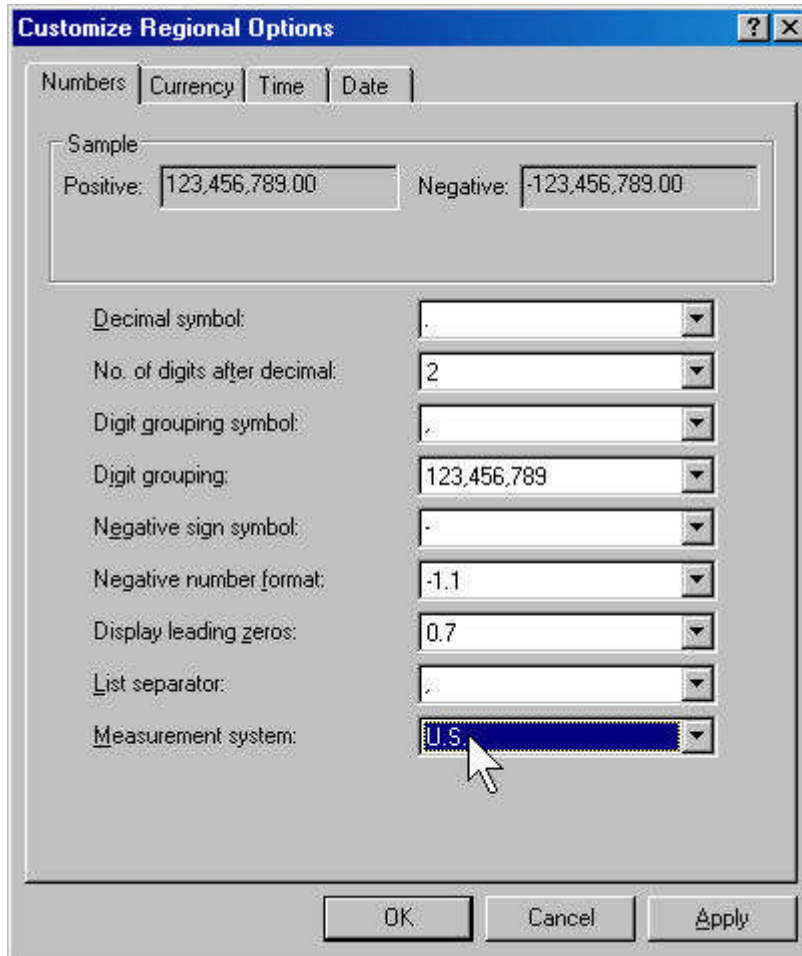 Customize Regional Options
Numbers Currency Time Date
Sample
Positive: 123,456,789.00 Negative: -123,456,789.00
Decimal symbol: .
No. of digits after decimal: 2
Digit grouping symbol: ,
Digit grouping: 123,456,789
Negative sign symbol: -
Negative number format: -1.1
Display leading zeros: 0.7
List separator: ,
Measurement system: U.S.
OK Cancel Apply